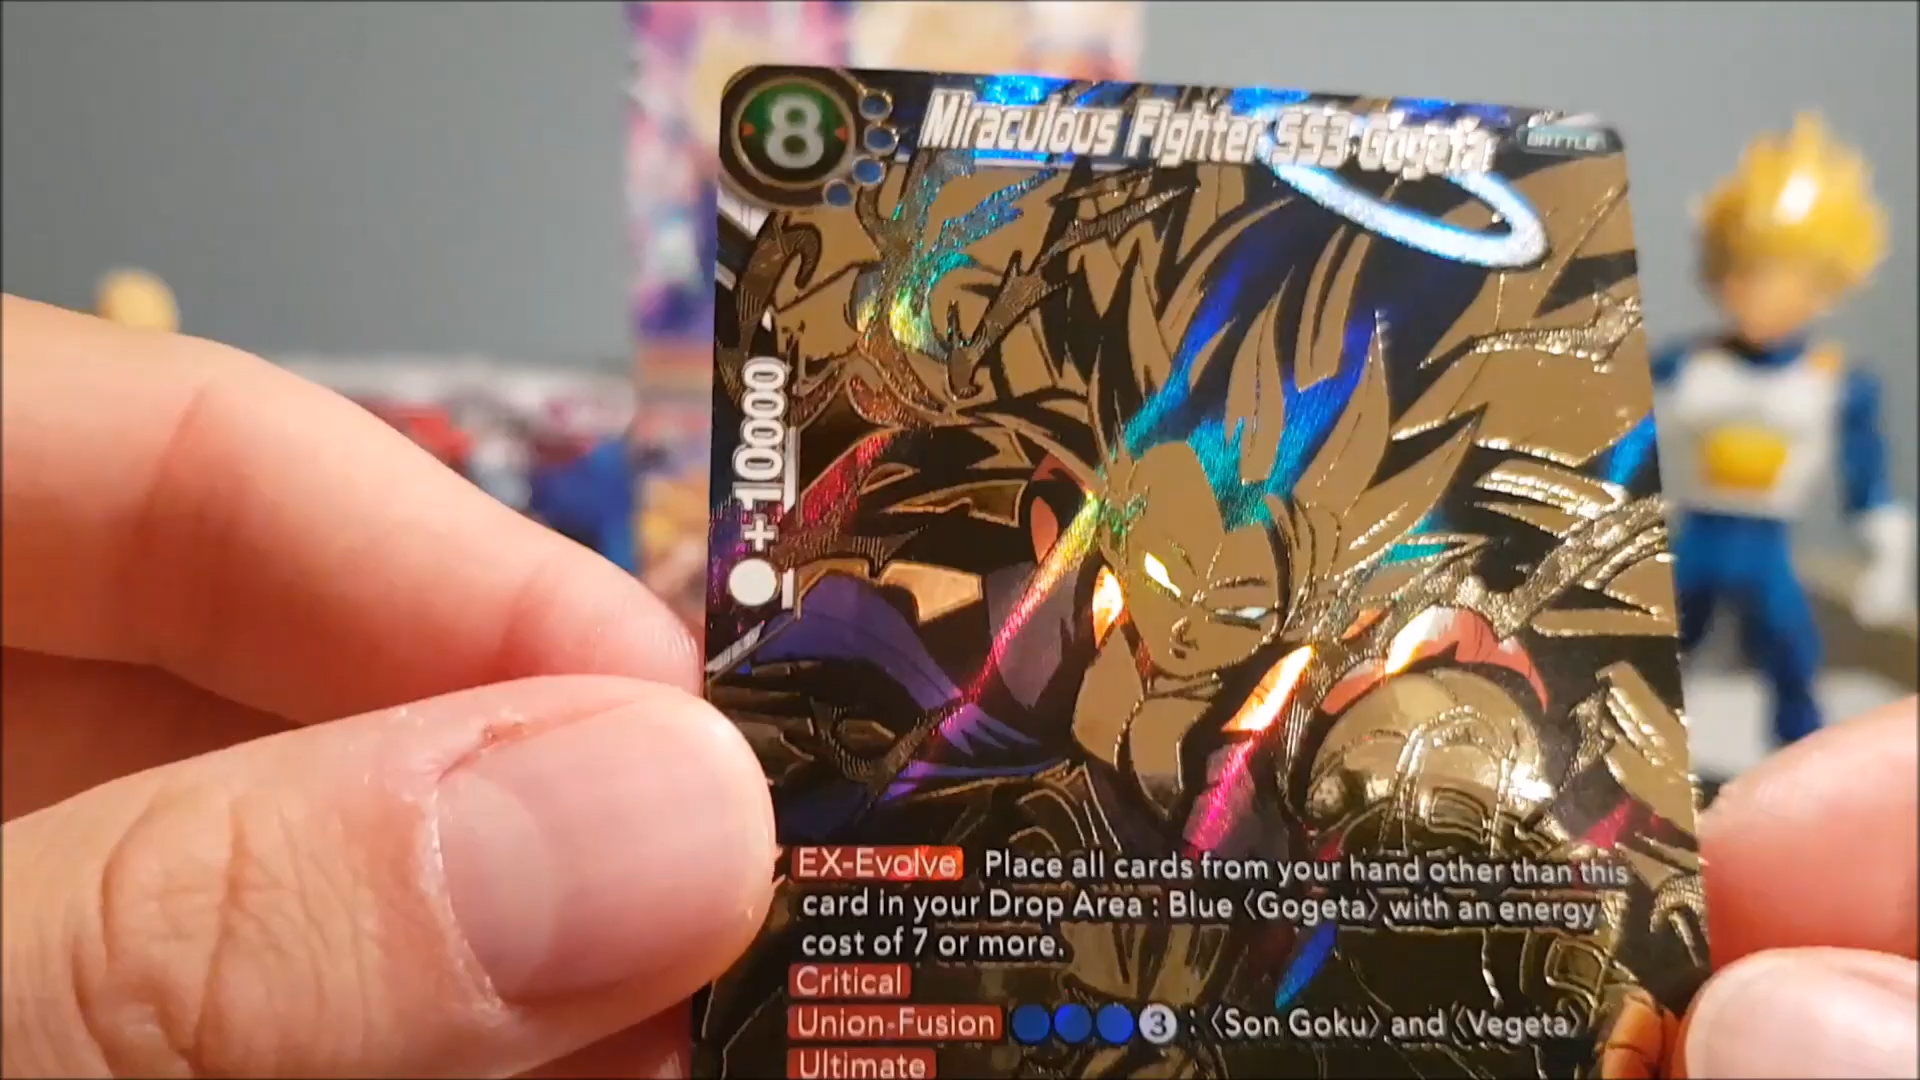 8
Miraculous Fighter SS3 Gogeta
BATTLE
+10000
EX-Evolve Place all cards from your hand other than this
card in your Drop Area : Blue 〈Gogeta〉 with an energy
cost of 7 or more.
Critical
Union-Fusion 3 : 〈Son Goku〉 and 〈Vegeta〉
Ultimate